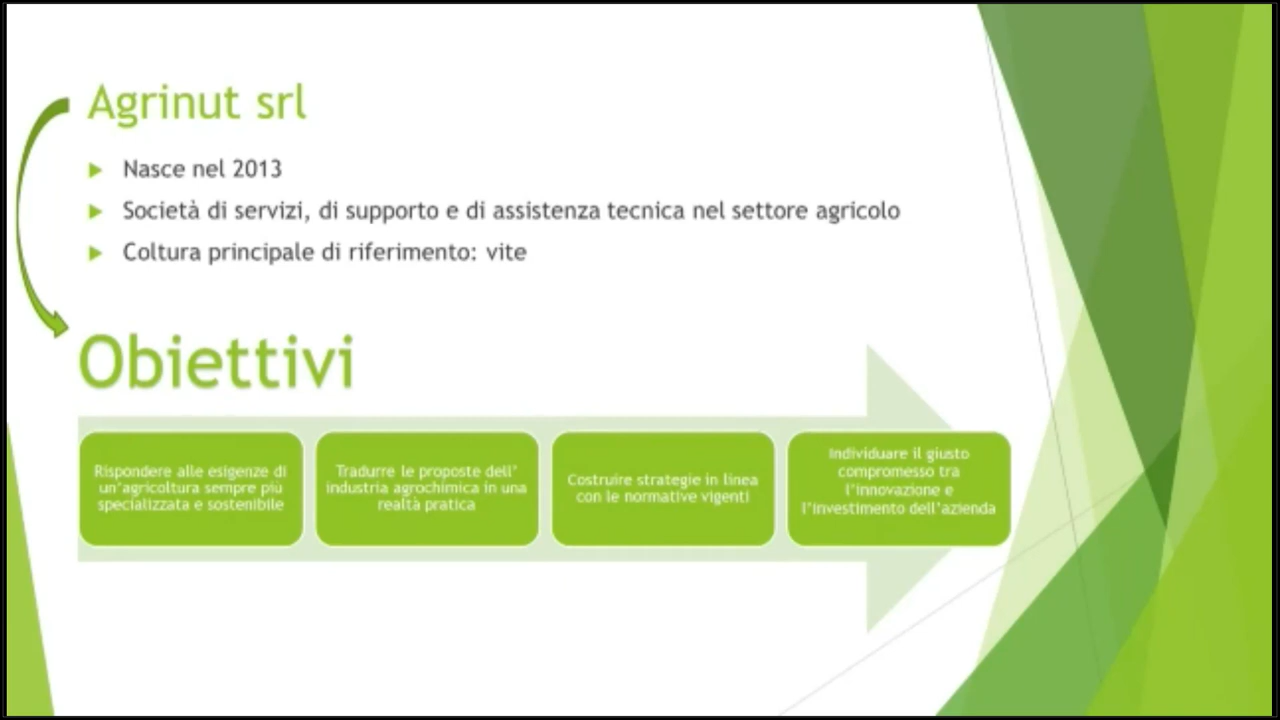 Agrinut srl
Nasce nel 2013
Società di servizi, di supporto e di assistenza tecnica nel settore agricolo
Coltura principale di riferimento: vite
Obiettivi
Rispondere alle esigenze di
un'agricoltura sempre più
specializzata e sostenibile
Tradurre le proposte dell'
industria agrochimica in una
realtà pratica
Costruire strategie in linea
con le normative vigenti
Individuare il giusto
compromesso tra
l'innovazione e
l'investimento dell'azienda